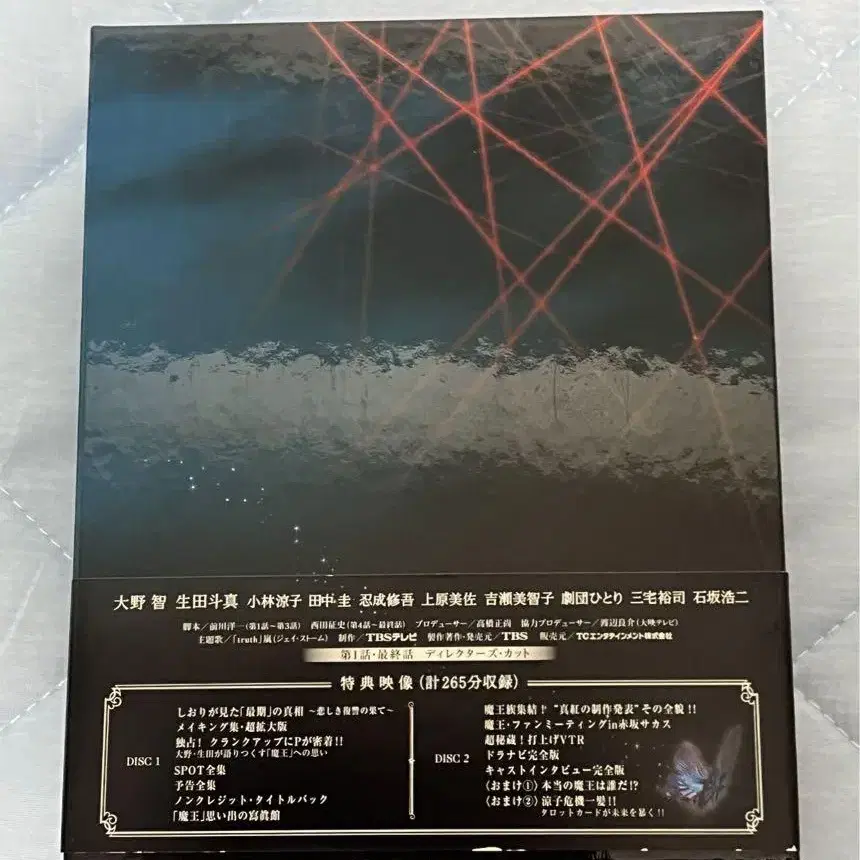 大野 智 生田斗真 小林涼子 田中 圭 忍成修吾 上原美佐 吉瀬美智子 劇団ひとり 三宅裕司 石坂浩二
脚本／前川洋一(第1話〜第3話) 西田征史(第4話〜最終話) プロデューサー／高橋正尚 協力プロデューサー／渡辺良介(大映テレビ)
主題歌／「truth」嵐(ジェイ・ストーム) 制作／TBSテレビ 製作著作・発売元／TBS 販売元／TCエンタテインメント株式会社
第1話・最終話 ディレクターズ・カット
特典映像(計265分収録)
DISC 1
しおりが見た「最期」の真相 〜悲しき復讐の果て〜
メイキング集・超拡大版
独占! クランクアップにPが密着!!
大野・生田が語りつくす「魔王」への思い
SPOT全集
予告全集
ノンクレジット・タイトルバック
「魔王」思い出の寫眞館
DISC 2
魔王族集結!“真紅の制作発表”その全貌!!
魔王・ファンミーティングin赤坂サカス
超秘蔵!打上げVTR
ドラナビ完全版
キャストインタビュー完全版
〈おまけ①〉本当の魔王は誰だ!?
〈おまけ②〉涼子危機一髪!!
タロットカードが未来を暴く!!